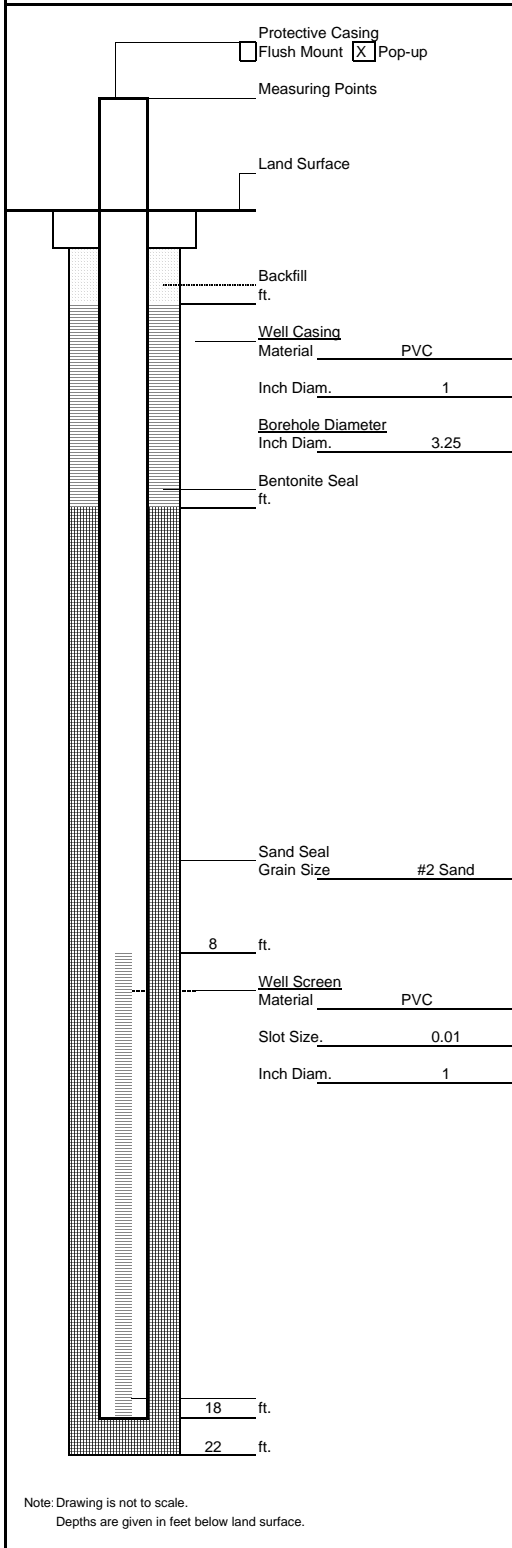 Protective Casing
Flush Mount X Pop-up
Measuring Points
Land Surface
Backfill
ft.
Well Casing
Material PVC
Inch Diam. 1
Borehole Diameter
Inch Diam. 3.25
Bentonite Seal
ft.
Sand Seal
Grain Size #2 Sand
8 ft.
Well Screen
Material PVC
Slot Size. 0.01
Inch Diam. 1
18 ft.
22 ft.
Note: Drawing is not to scale.
Depths are given in feet below land surface.